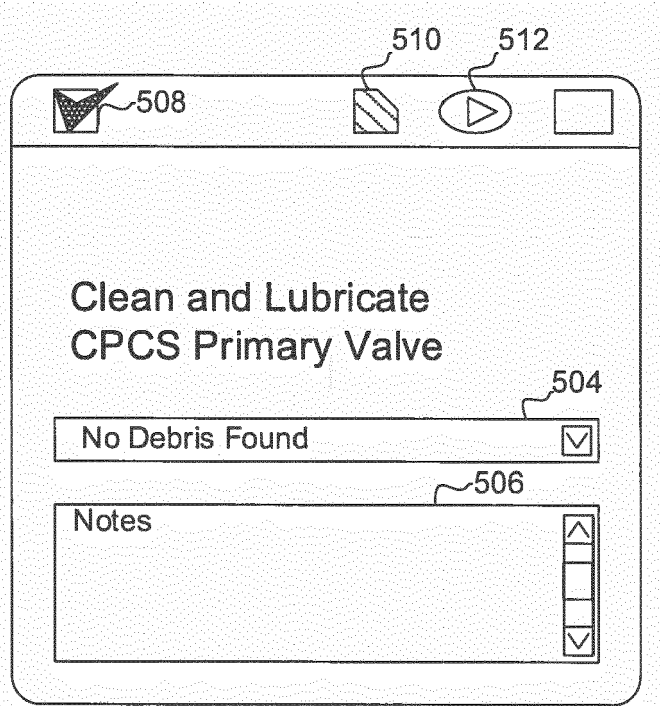 510 512
508
Clean and Lubricate
CPCS Primary Valve
504
No Debris Found
506
Notes